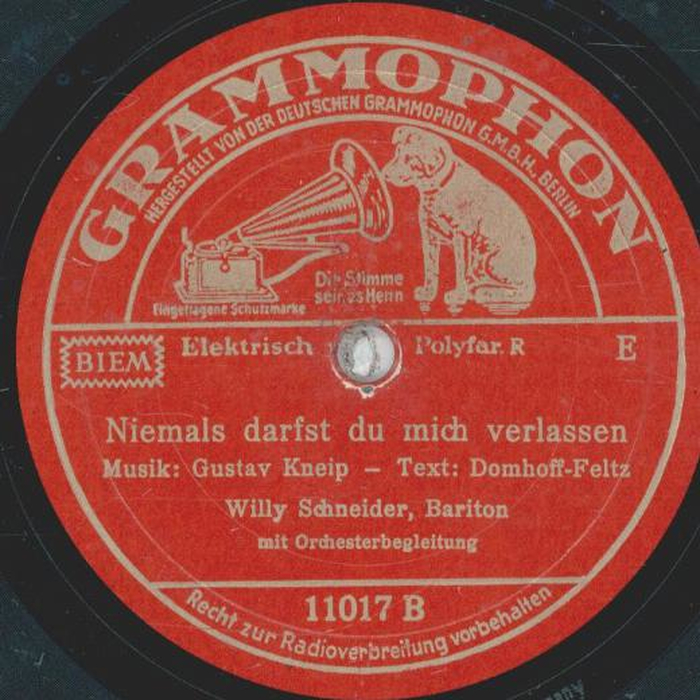 GRAMMOPHON
HERGESTELLT VON DER DEUTSCHEN GRAMMOPHON G.M.B.H., BERLIN
Die Stimme
seines Herrn
Eingetragene Schutzmarke
BIEM Elektrisch Polyfar. R E
Niemals darfst du mich verlassen
Musik: Gustav Kneip – Text: Domhoff-Feltz
Willy Schneider, Bariton
mit Orchesterbegleitung
11017 B
Recht zur Radioverbreitung vorbehalten